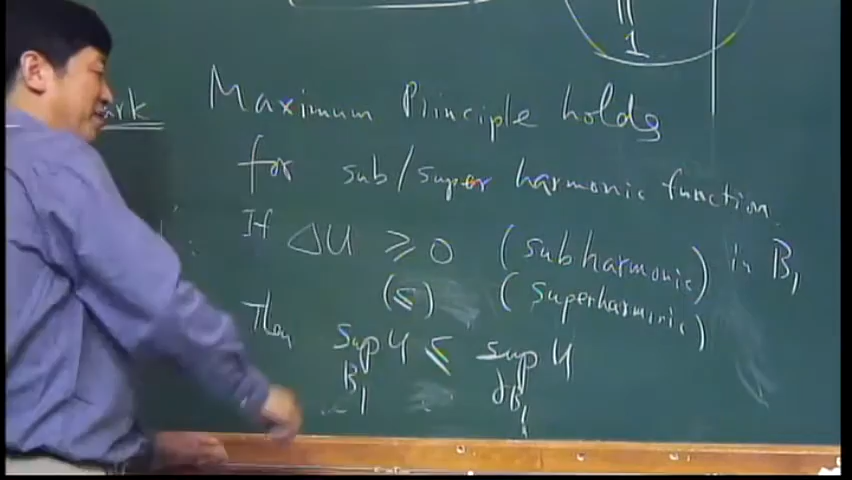 1
Maximum Principle holds
for sub/super harmonic function.
If Δu ≥ 0 (subharmonic) in B₁
(≤) (superharmonic)
Then sup u ≤ sup u
B₁ ∂B₁